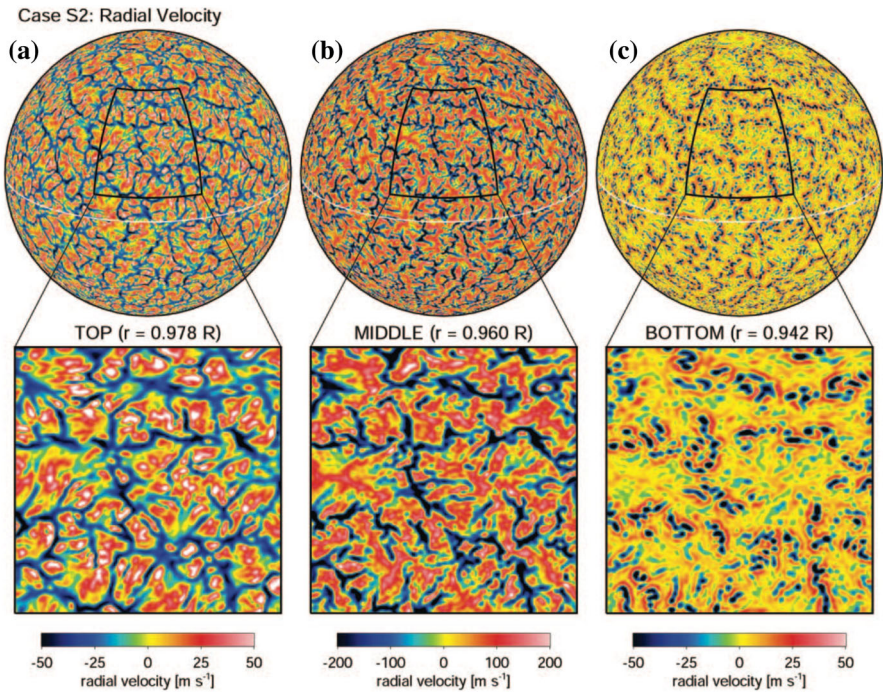 Case S2: Radial Velocity
(a) (b) (c)
TOP (r = 0.978 R) MIDDLE (r = 0.960 R) BOTTOM (r = 0.942 R)
-50 -25 0 25 50 -200 -100 0 100 200 -50 -25 0 25 50
radial velocity [m s⁻¹] radial velocity [m s⁻¹] radial velocity [m s⁻¹]